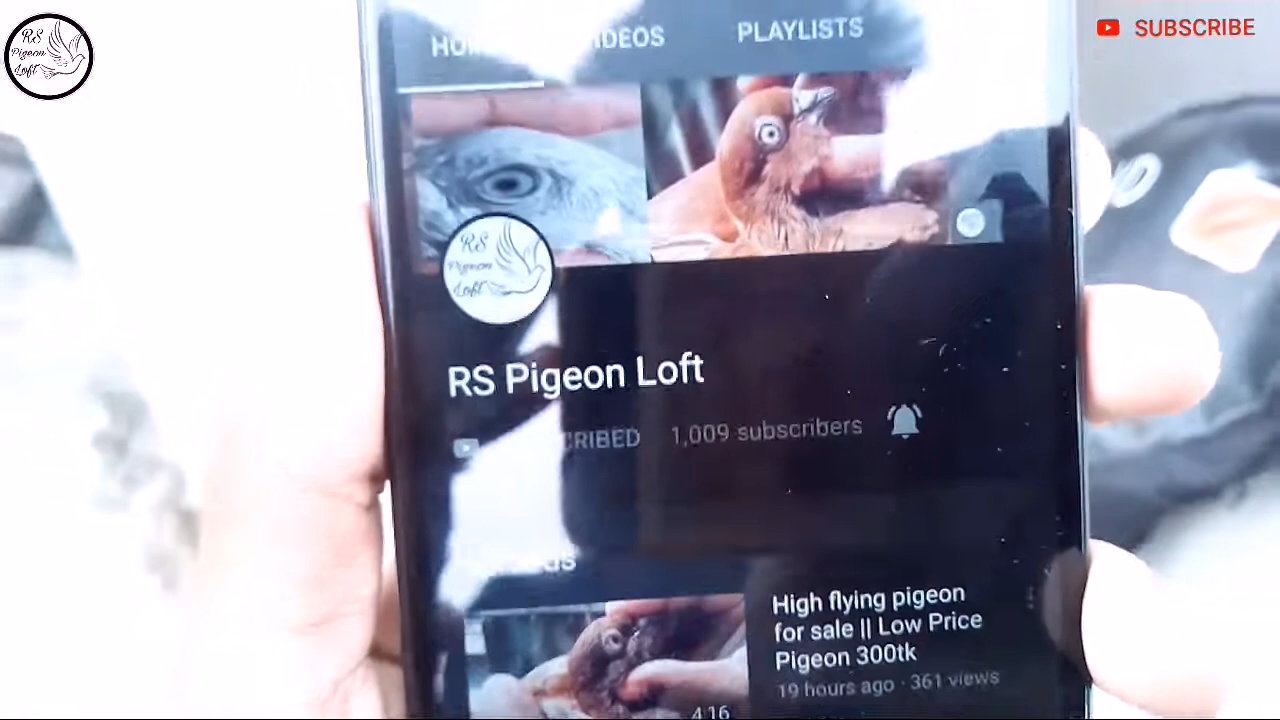 RS
Pigeon
Loft
SUBSCRIBE
PLAYLISTS
RS
Pigeon
Loft
RS Pigeon Loft
1,009 subscribers
High flying pigeon
for sale || Low Price
Pigeon 300tk
19 hours ago · 361 views
4:16